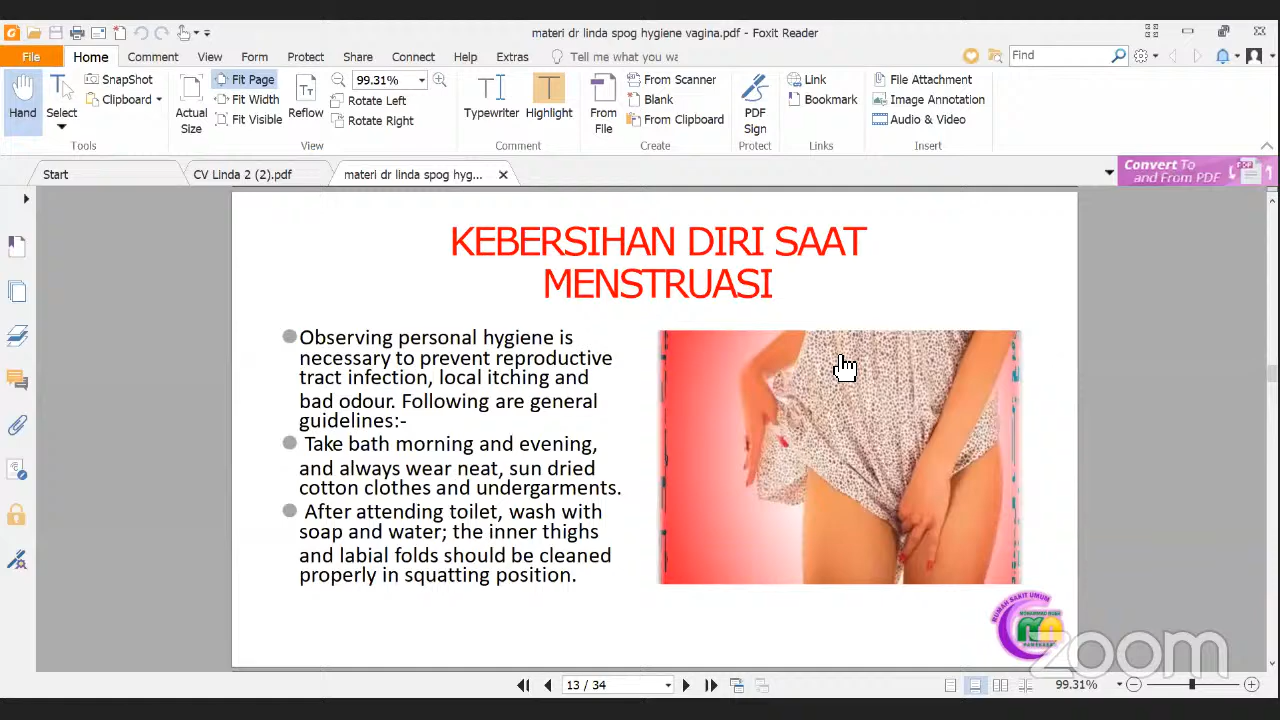 materi dr linda spog hygiene vagina.pdf - Foxit Reader
File Home Comment View Form Protect Share Connect Help Extras Tell me what you wa Find
Hand
Select
SnapShot
Clipboard
Tools
Actual Size
Fit Page
Fit Width
Fit Visible
Reflow
99.31%
Rotate Left
Rotate Right
View
Typewriter
Highlight
Comment
From File
From Scanner
Blank
From Clipboard
Create
PDF Sign
Protect
Link
Bookmark
Links
File Attachment
Image Annotation
Audio & Video
Insert
Start CV Linda 2 (2).pdf materi dr linda spog hyg...
Convert To
and From PDF
KEBERSIHAN DIRI SAAT
MENSTRUASI
Observing personal hygiene is
necessary to prevent reproductive
tract infection, local itching and
bad odour. Following are general
guidelines:-
Take bath morning and evening,
and always wear neat, sun dried
cotton clothes and undergarments.
After attending toilet, wash with
soap and water; the inner thighs
and labial folds should be cleaned
properly in squatting position.
RUMAH SAKIT UMUM
zoom
13 / 34
99.31%